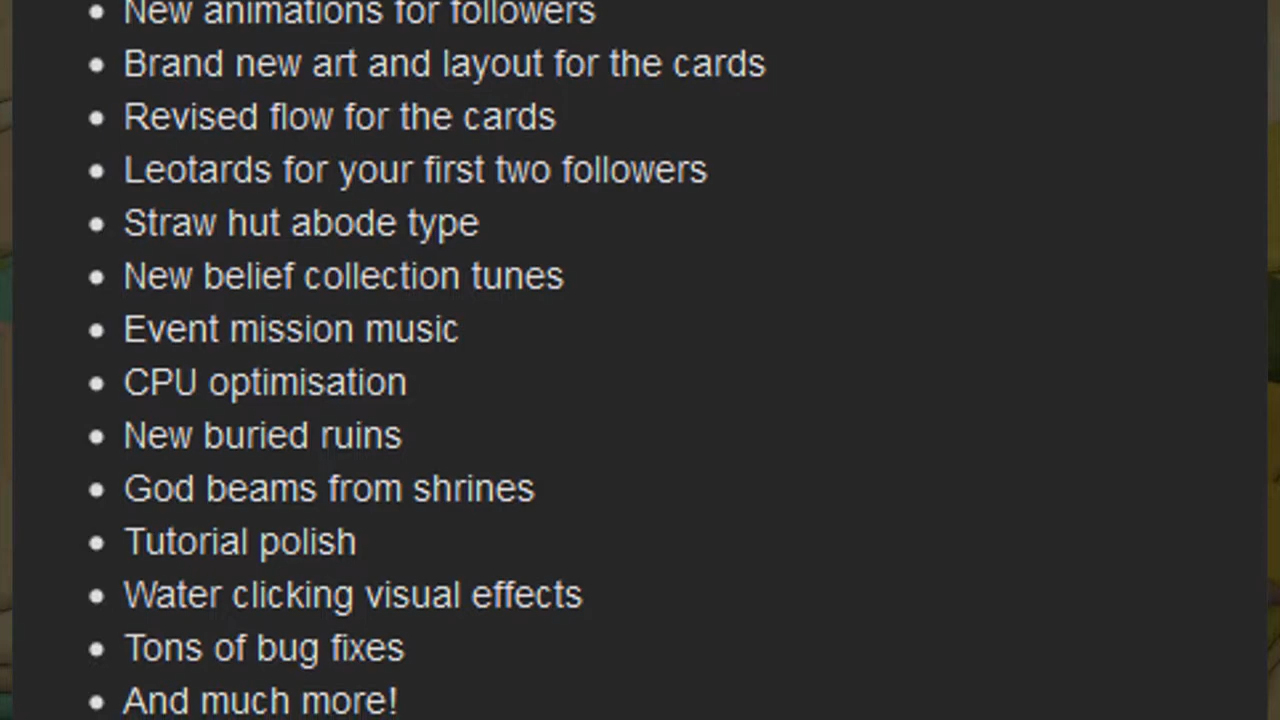 New animations for followers
Brand new art and layout for the cards
Revised flow for the cards
Leotards for your first two followers
Straw hut abode type
New belief collection tunes
Event mission music
CPU optimisation
New buried ruins
God beams from shrines
Tutorial polish
Water clicking visual effects
Tons of bug fixes
And much more!